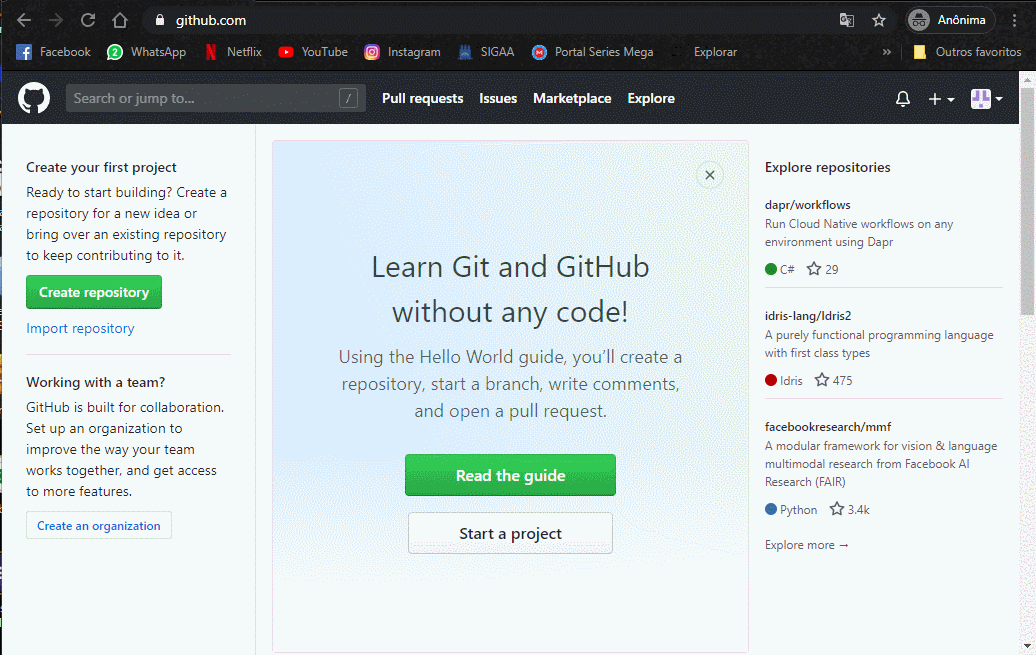 github.com
Anônima
Facebook WhatsApp Netflix YouTube Instagram SIGAA Portal Series Mega Explorar » Outros favoritos
Search or jump to... / Pull requests Issues Marketplace Explore
Create your first project
Ready to start building? Create a
repository for a new idea or
bring over an existing repository
to keep contributing to it.
Create repository
Import repository
Working with a team?
GitHub is built for collaboration.
Set up an organization to
improve the way your team
works together, and get access
to more features.
Create an organization
Learn Git and GitHub
without any code!
Using the Hello World guide, you’ll create a
repository, start a branch, write comments,
and open a pull request.
Read the guide
Start a project
Explore repositories
dapr/workflows
Run Cloud Native workflows on any
environment using Dapr
C# 29
idris-lang/Idris2
A purely functional programming language
with first class types
Idris 475
facebookresearch/mmf
A modular framework for vision & language
multimodal research from Facebook AI
Research (FAIR)
Python 3.4k
Explore more →